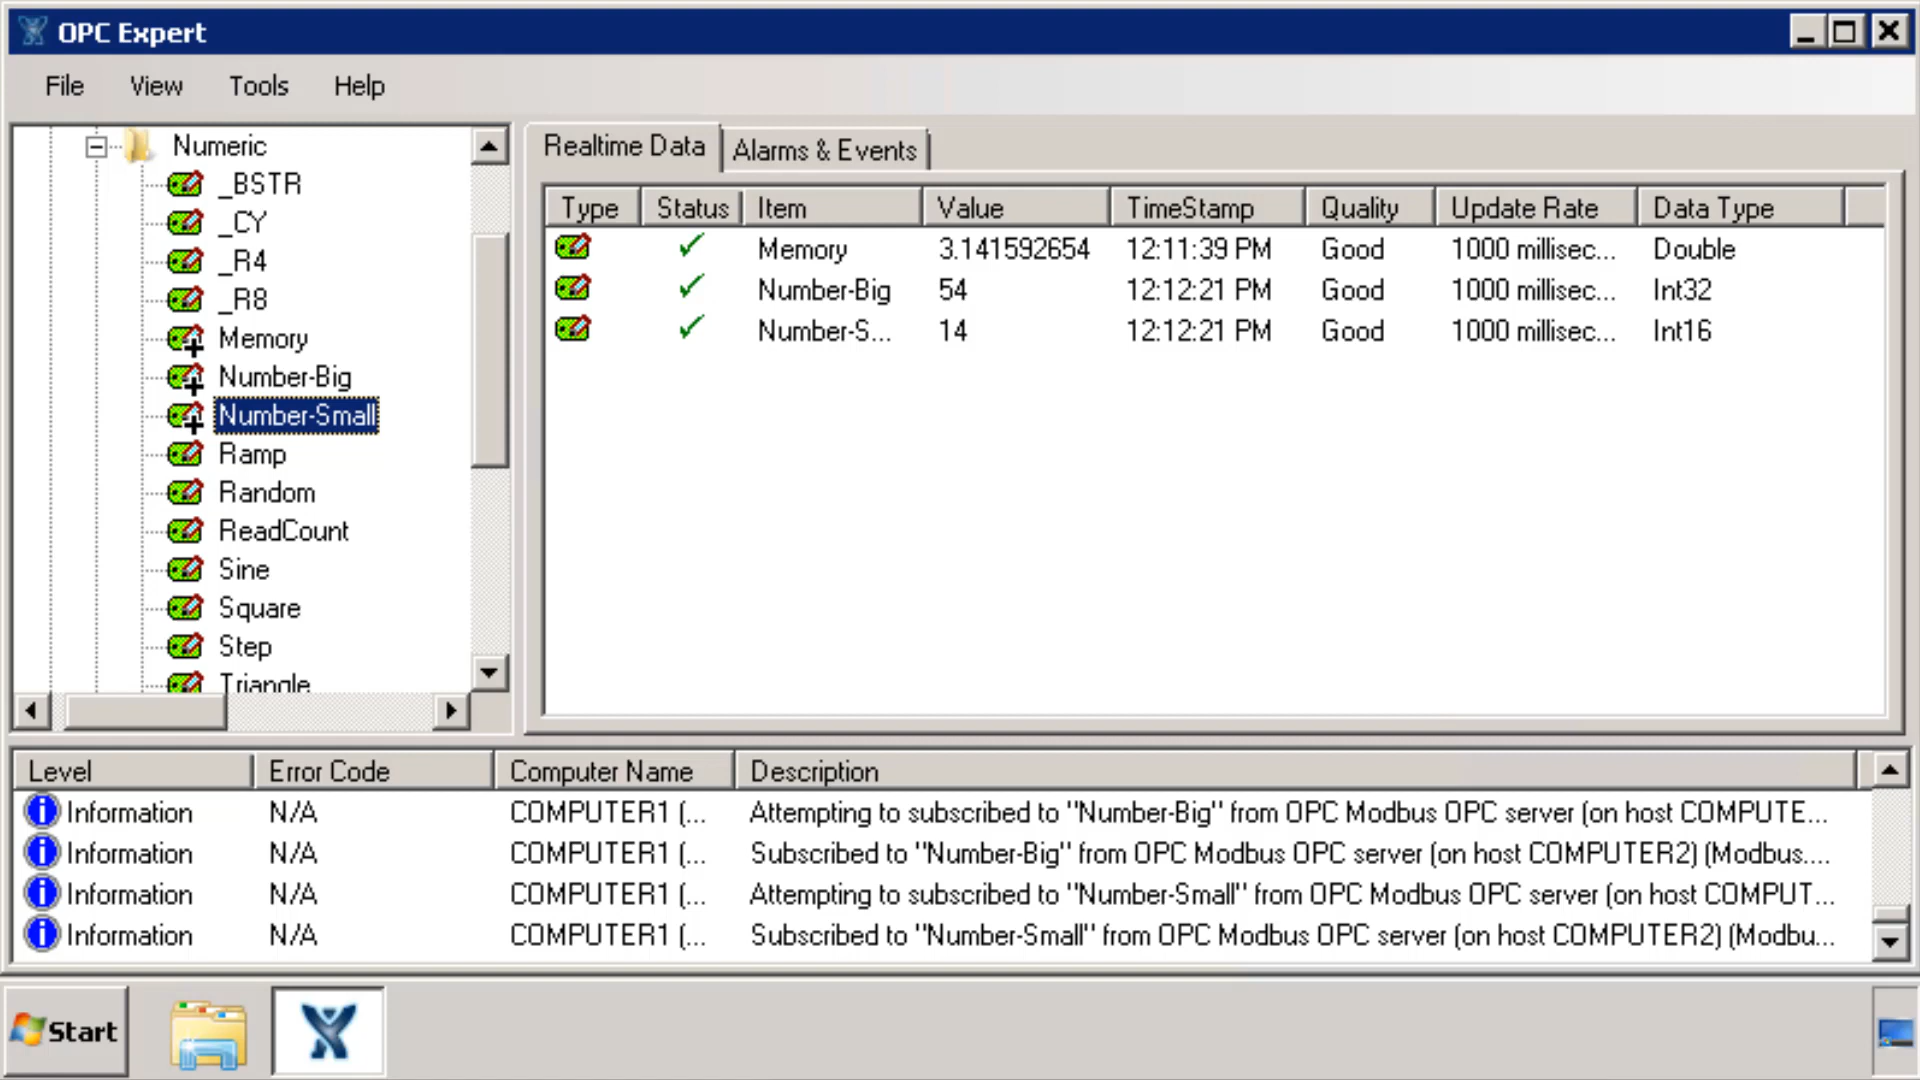 OPC Expert
File View Tools Help
Numeric
_BSTR
_CY
_R4
_R8
Memory
Number-Big
Number-Small
Ramp
Random
ReadCount
Sine
Square
Step
Triangle
Realtime Data Alarms & Events
Type Status Item Value TimeStamp Quality Update Rate Data Type
Memory 3.141592654 12:11:39 PM Good 1000 millisec... Double
Number-Big 54 12:12:21 PM Good 1000 millisec... Int32
Number-S... 14 12:12:21 PM Good 1000 millisec... Int16
Level Error Code Computer Name Description
Information N/A COMPUTER1 (... Attempting to subscribed to "Number-Big" from OPC Modbus OPC server (on host COMPUTE...
Information N/A COMPUTER1 (... Subscribed to "Number-Big" from OPC Modbus OPC server (on host COMPUTER2) (Modbus....
Information N/A COMPUTER1 (... Attempting to subscribed to "Number-Small" from OPC Modbus OPC server (on host COMPUT...
Information N/A COMPUTER1 (... Subscribed to "Number-Small" from OPC Modbus OPC server (on host COMPUTER2) (Modbu...
Start